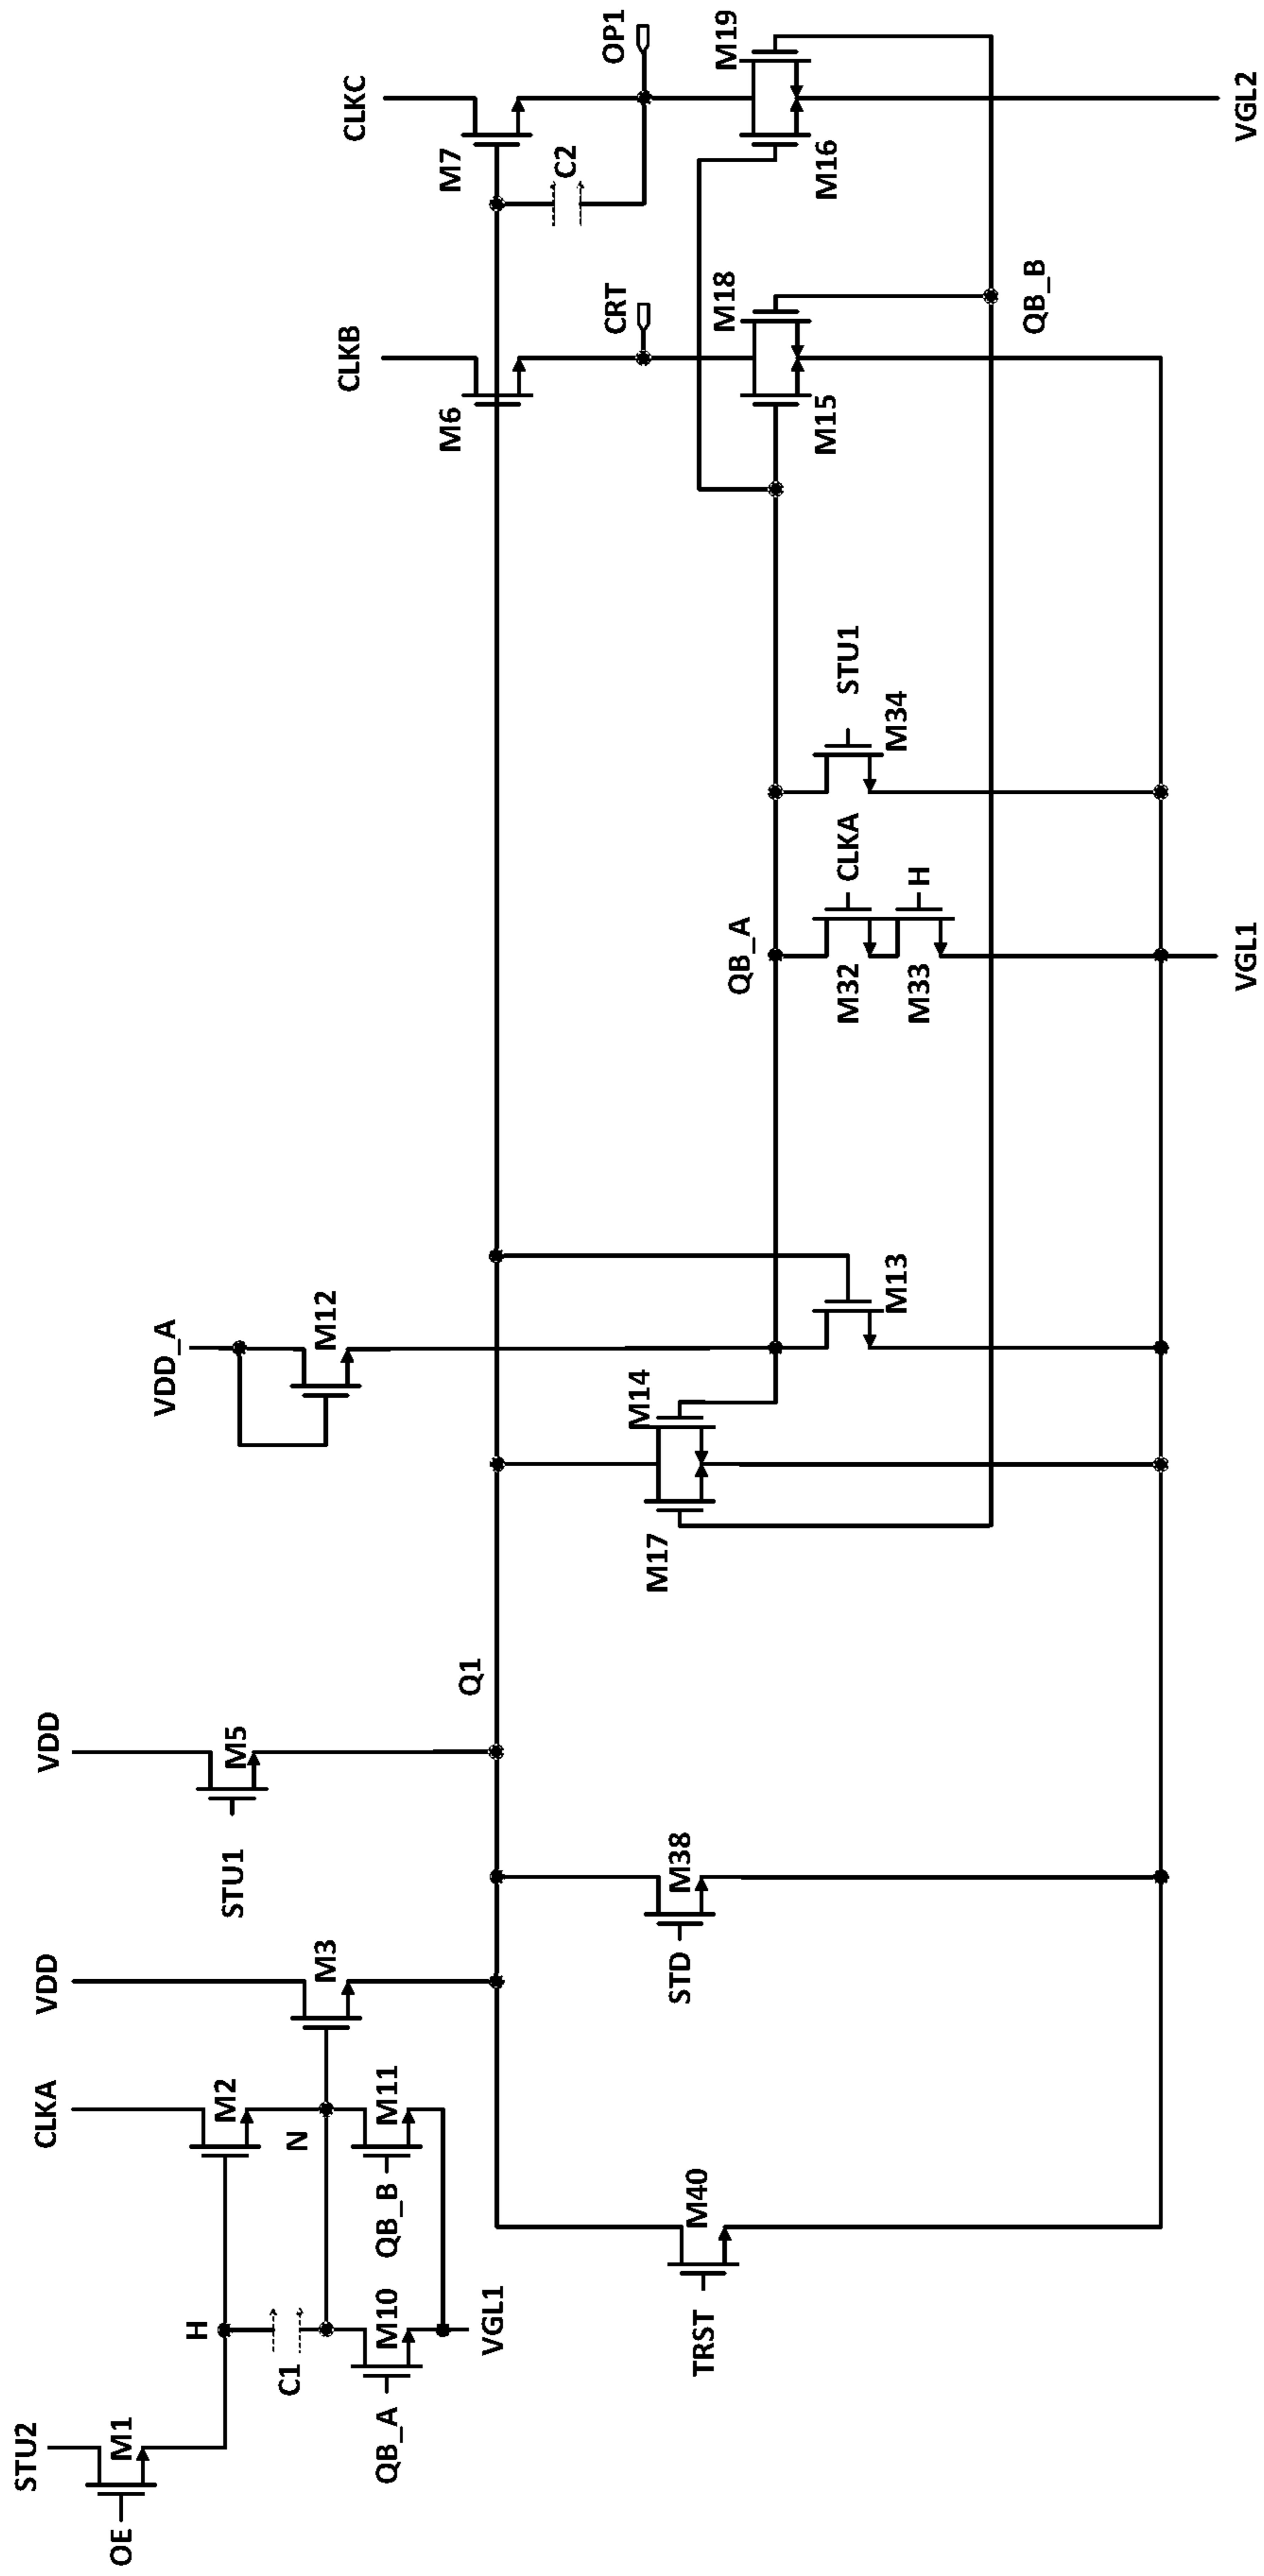 STU2
OE
M1
H
C1
QB_A
M10
VGL1
CLKA
M2
N
QB_B
M11
VDD
M3
TRST
M40
STD
M38
VDD
STU1
M5
Q1
VDD_A
M12
M17
M14
M13
QB_A
M32
CLKA
M33
H
VGL1
STU1
M34
CLKB
M6
CRT
M15
M18
QB_B
CLKC
M7
C2
OP1
M16
M19
VGL2